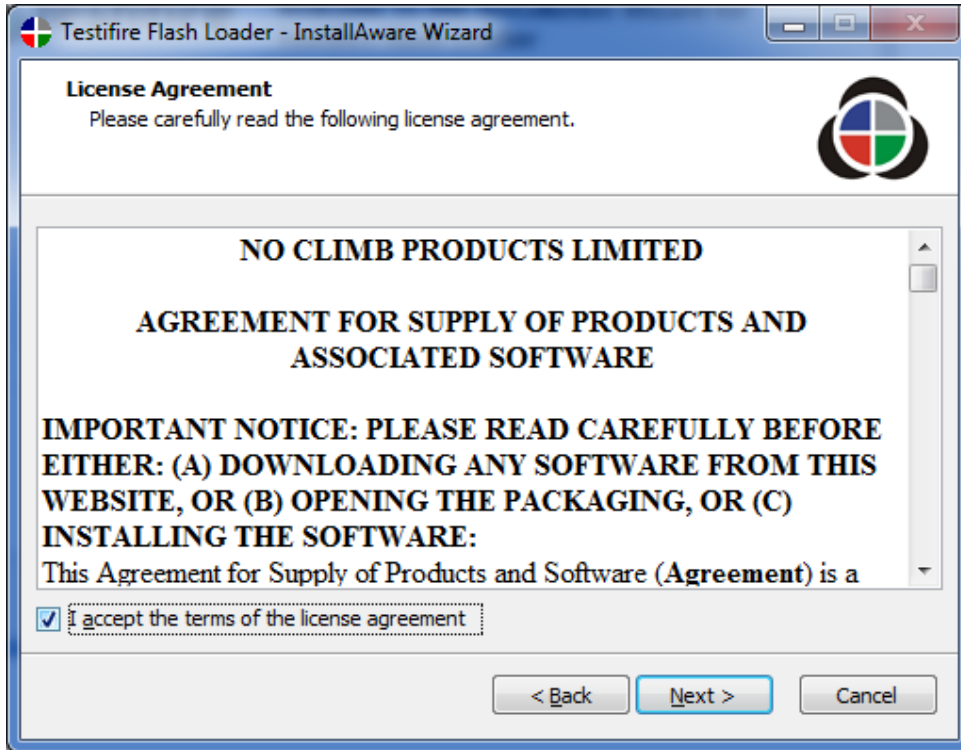 Testifire Flash Loader - InstallAware Wizard
License Agreement
Please carefully read the following license agreement.
NO CLIMB PRODUCTS LIMITED
AGREEMENT FOR SUPPLY OF PRODUCTS AND
ASSOCIATED SOFTWARE
IMPORTANT NOTICE: PLEASE READ CAREFULLY BEFORE
EITHER: (A) DOWNLOADING ANY SOFTWARE FROM THIS
WEBSITE, OR (B) OPENING THE PACKAGING, OR (C)
INSTALLING THE SOFTWARE:
This Agreement for Supply of Products and Software (Agreement) is a
I accept the terms of the license agreement
< Back Next > Cancel